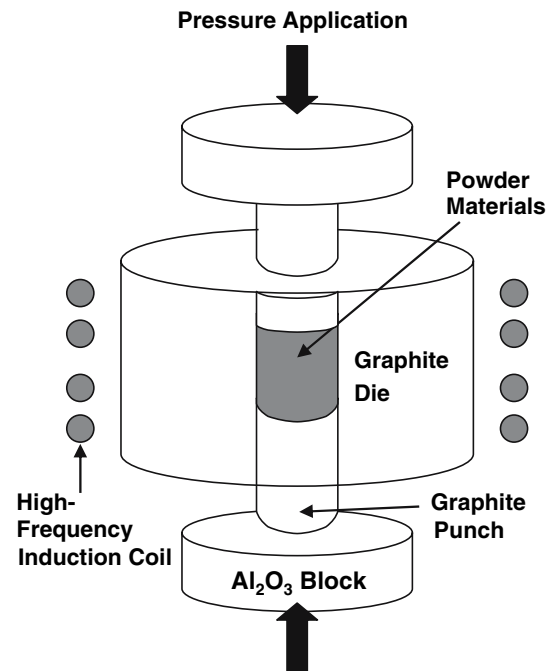 Pressure Application
Powder
Materials
Graphite
Die
High-
Frequency
Induction Coil
Graphite
Punch
Al₂O₃ Block